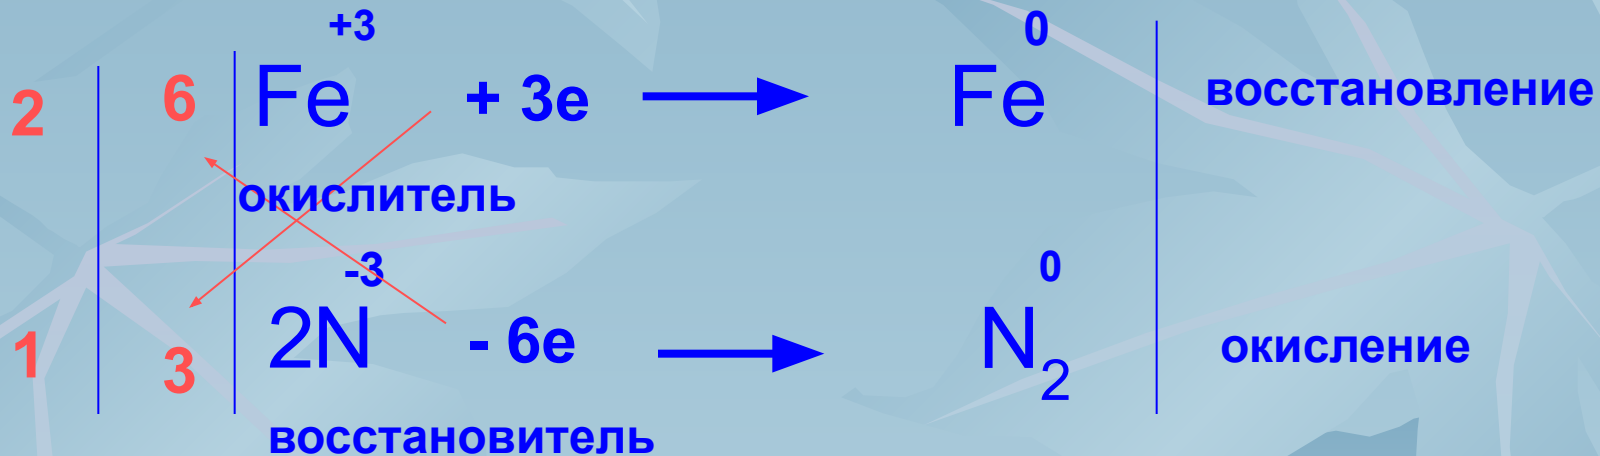 +3 0
2 6 Fe + 3e Fe восстановление
окислитель
-3 0
1 3 2N - 6e N2 окисление
восстановитель